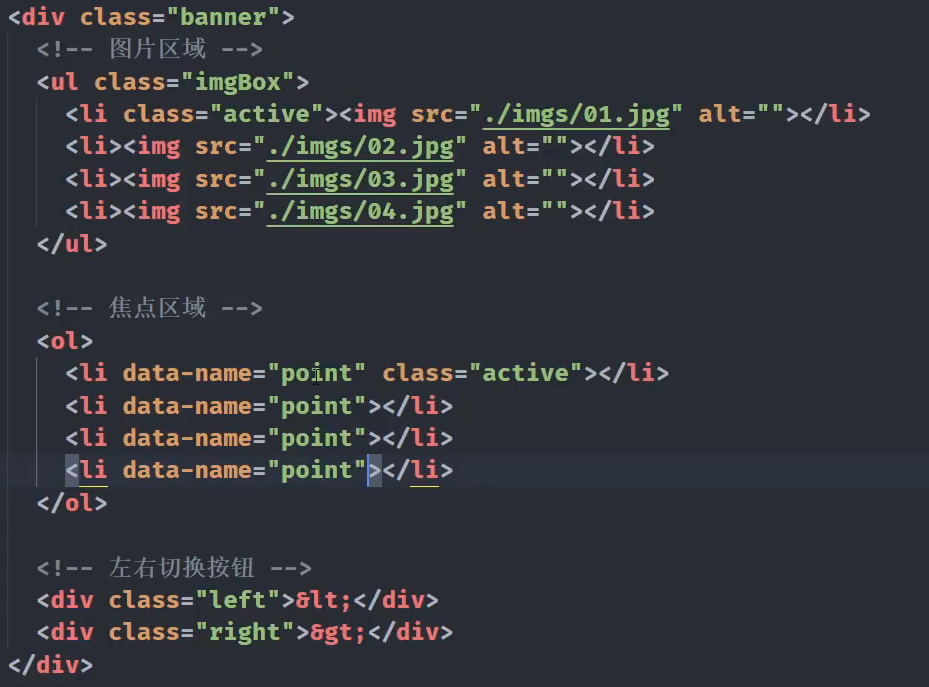 <div class="banner">
<!-- 图片区域 -->
<ul class="imgBox">
<li class="active"><img src="./imgs/01.jpg" alt=""></li>
<li><img src="./imgs/02.jpg" alt=""></li>
<li><img src="./imgs/03.jpg" alt=""></li>
<li><img src="./imgs/04.jpg" alt=""></li>
</ul>
<!-- 焦点区域 -->
<ol>
<li data-name="point" class="active"></li>
<li data-name="point"></li>
<li data-name="point"></li>
<li data-name="point"></li>
</ol>
<!-- 左右切换按钮 -->
<div class="left">&lt;</div>
<div class="right">&gt;</div>
</div>